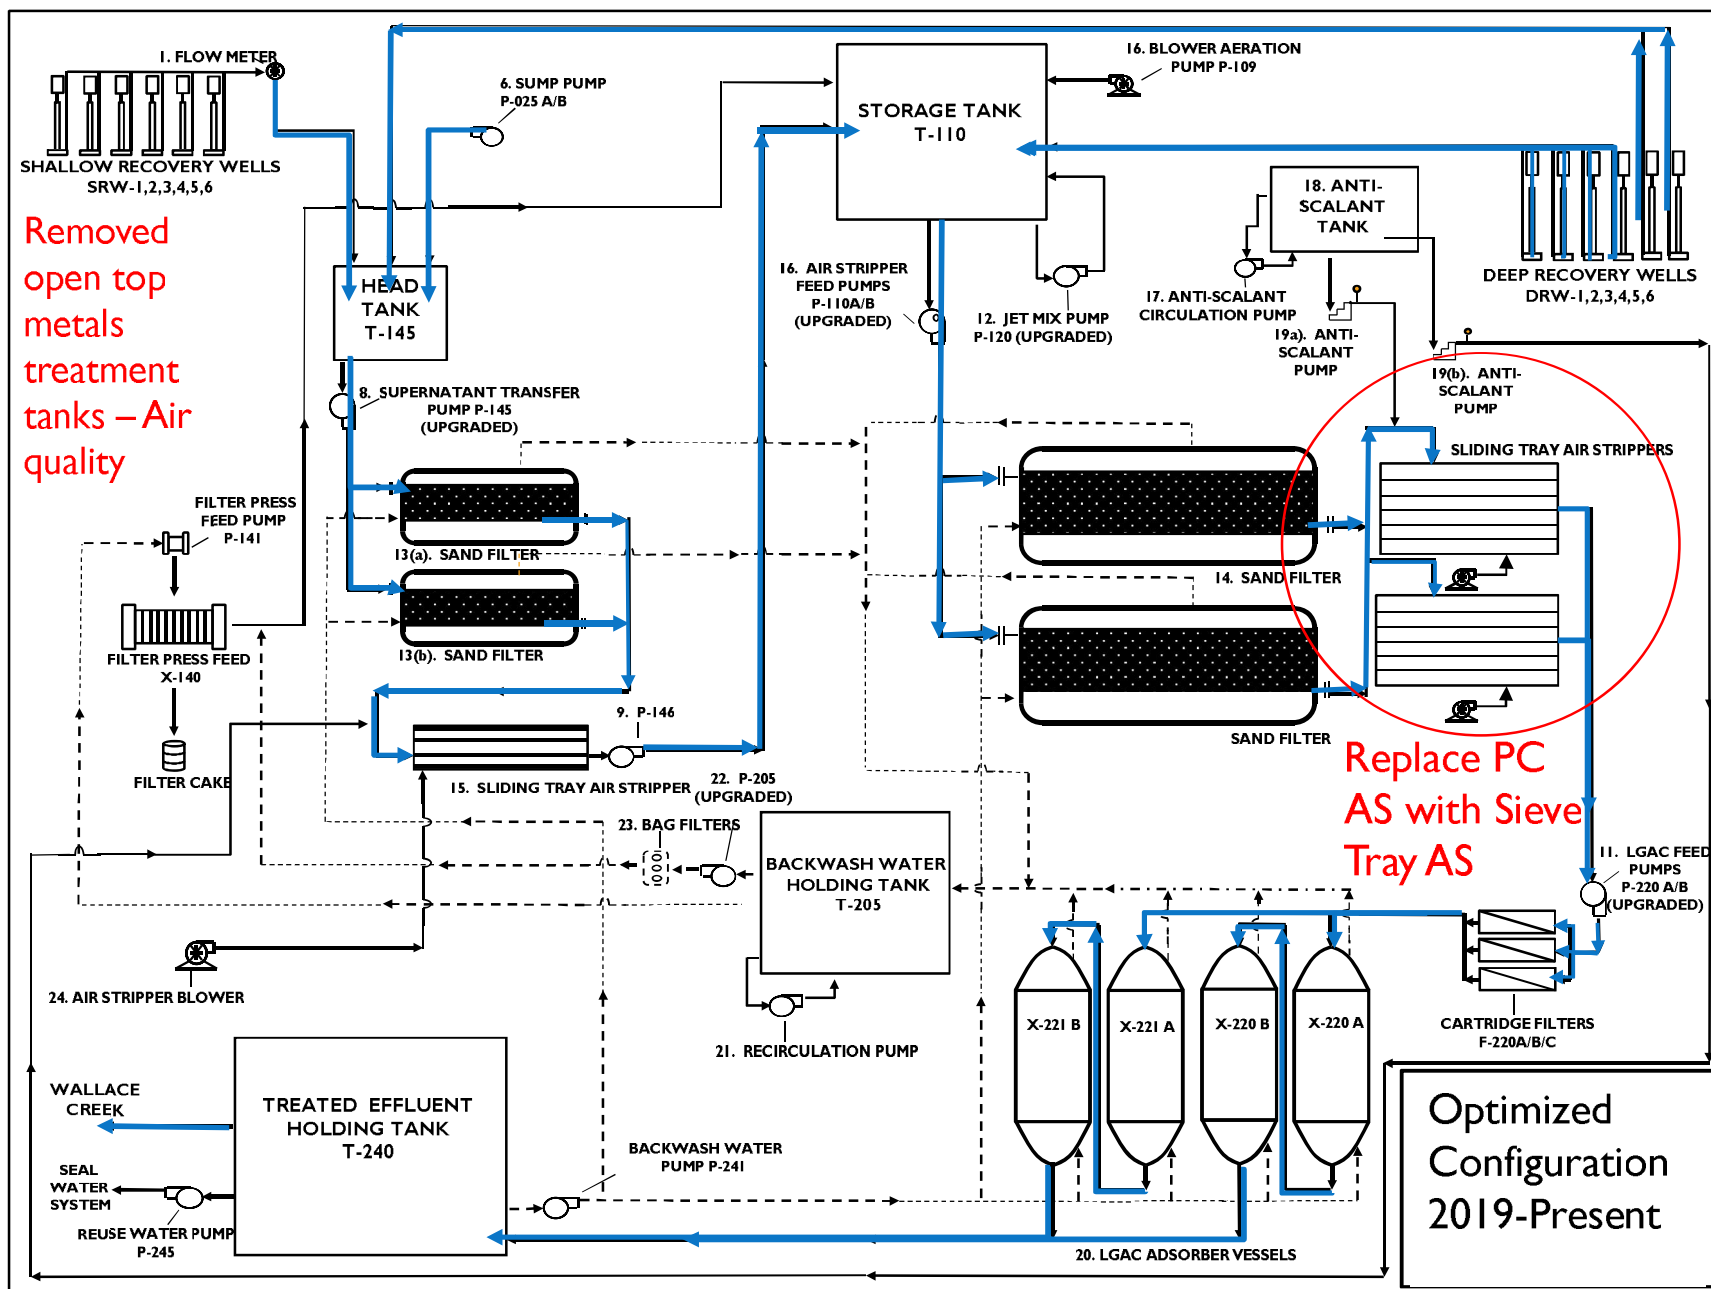 1. FLOW METER
SHALLOW RECOVERY WELLS
SRW-1,2,3,4,5,6
Removed
open top
metals
treatment
tanks – Air
quality
6. SUMP PUMP
P-025 A/B
STORAGE TANK
T-110
16. BLOWER AERATION
PUMP P-109
18. ANTI-
SCALANT
TANK
DEEP RECOVERY WELLS
DRW-1,2,3,4,5,6
HEAD
TANK
T-145
16. AIR STRIPPER
FEED PUMPS
P-110A/B
(UPGRADED)
12. JET MIX PUMP
P-120 (UPGRADED)
17. ANTI-SCALANT
CIRCULATION PUMP
19a). ANTI-
SCALANT
PUMP
19(b). ANTI-
SCALANT
PUMP
8. SUPERNATANT TRANSFER
PUMP P-145
(UPGRADED)
SLIDING TRAY AIR STRIPPERS
FILTER PRESS
FEED PUMP
P-141
13(a). SAND FILTER
14. SAND FILTER
FILTER PRESS FEED
X-140
13(b). SAND FILTER
FILTER CAKE
9. P-146
SAND FILTER
15. SLIDING TRAY AIR STRIPPER
22. P-205
(UPGRADED)
Replace PC
AS with Sieve
Tray AS
23. BAG FILTERS
BACKWASH WATER
HOLDING TANK
T-205
11. LGAC FEED
PUMPS
P-220 A/B
(UPGRADED)
24. AIR STRIPPER BLOWER
21. RECIRCULATION PUMP
X-221 B
X-221 A
X-220 B
X-220 A
CARTRIDGE FILTERS
F-220A/B/C
WALLACE
CREEK
TREATED EFFLUENT
HOLDING TANK
T-240
SEAL
WATER
SYSTEM
REUSE WATER PUMP
P-245
BACKWASH WATER
PUMP P-241
20. LGAC ADSORBER VESSELS
Optimized
Configuration
2019-Present